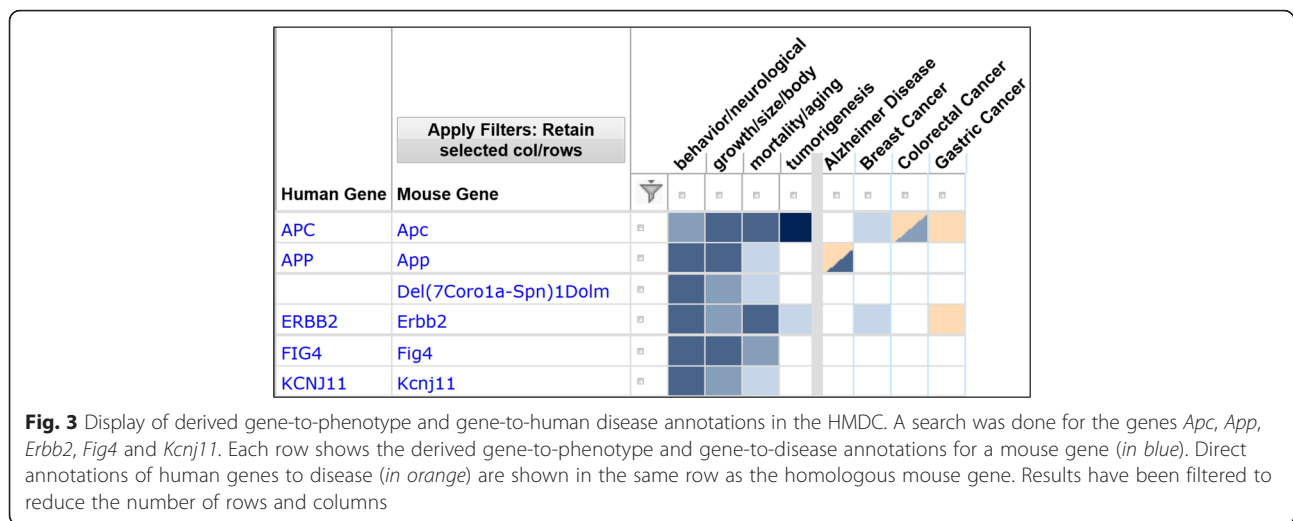 behavior/neurological
growth/size/body
mortality/aging
tumorigenesis
Alzheimer Disease
Breast Cancer
Colorectal Cancer
Gastric Cancer
Apply Filters: Retain
selected col/rows
Human Gene Mouse Gene
APC Apc
APP App
Del(7Coro1a-Spn)1Dolm
ERBB2 Erbb2
FIG4 Fig4
KCNJ11 Kcnj11
Fig. 3 Display of derived gene-to-phenotype and gene-to-human disease annotations in the HMDC. A search was done for the genes Apc, App,
Erbb2, Fig4 and Kcnj11. Each row shows the derived gene-to-phenotype and gene-to-disease annotations for a mouse gene (in blue). Direct
annotations of human genes to disease (in orange) are shown in the same row as the homologous mouse gene. Results have been filtered to
reduce the number of rows and columns